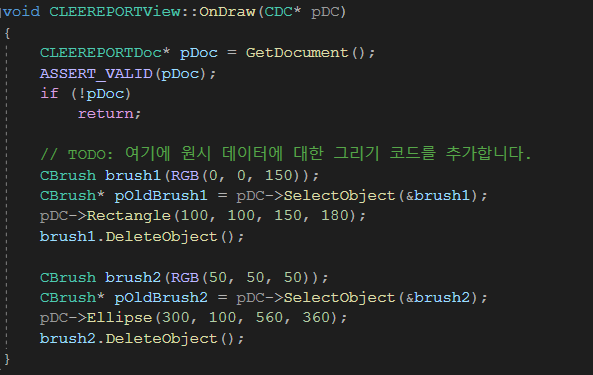 void CLEEREPORTView::OnDraw(CDC* pDC)
{
    CLEEREPORTDoc* pDoc = GetDocument();
    ASSERT_VALID(pDoc);
    if (!pDoc)
        return;

    // TODO: 여기에 원시 데이터에 대한 그리기 코드를 추가합니다.
    CBrush brush1(RGB(0, 0, 150));
    CBrush* pOldBrush1 = pDC->SelectObject(&brush1);
    pDC->Rectangle(100, 100, 150, 180);
    brush1.DeleteObject();

    CBrush brush2(RGB(50, 50, 50));
    CBrush* pOldBrush2 = pDC->SelectObject(&brush2);
    pDC->Ellipse(300, 100, 560, 360);
    brush2.DeleteObject();
}